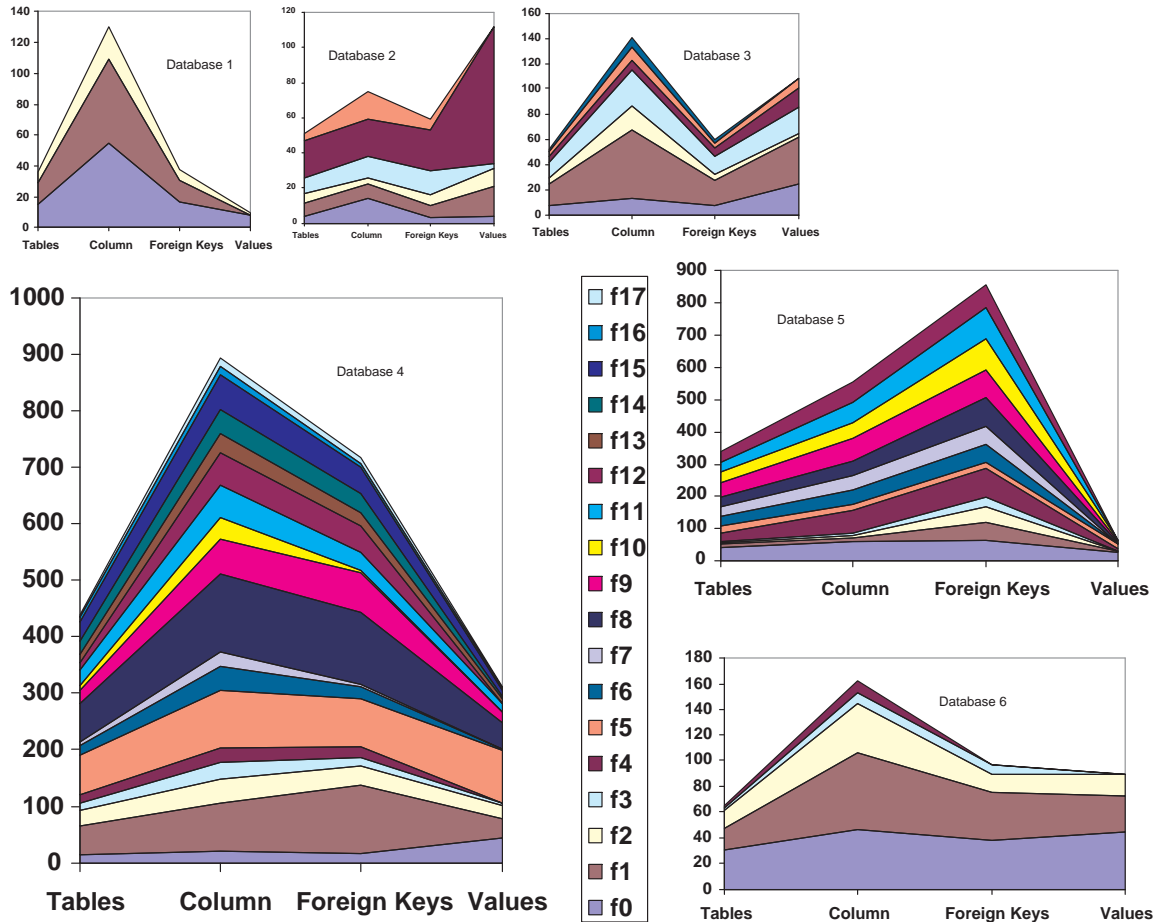 140
120
100
80
60
40
20
0
Database 1
Tables
Column
Foreign Keys
Values
120
100
80
60
40
20
0
Database 2
Tables
Column
Foreign Keys
Values
160
140
120
100
80
60
40
20
0
Database 3
Tables
Column
Foreign Keys
Values
1000
900
800
700
600
500
400
300
200
100
0
Database 4
Tables
Column
Foreign Keys
Values
f17
f16
f15
f14
f13
f12
f11
f10
f9
f8
f7
f6
f5
f4
f3
f2
f1
f0
900
800
700
600
500
400
300
200
100
0
Database 5
Tables
Column
Foreign Keys
Values
180
160
140
120
100
80
60
40
20
0
Database 6
Tables
Column
Foreign Keys
Values